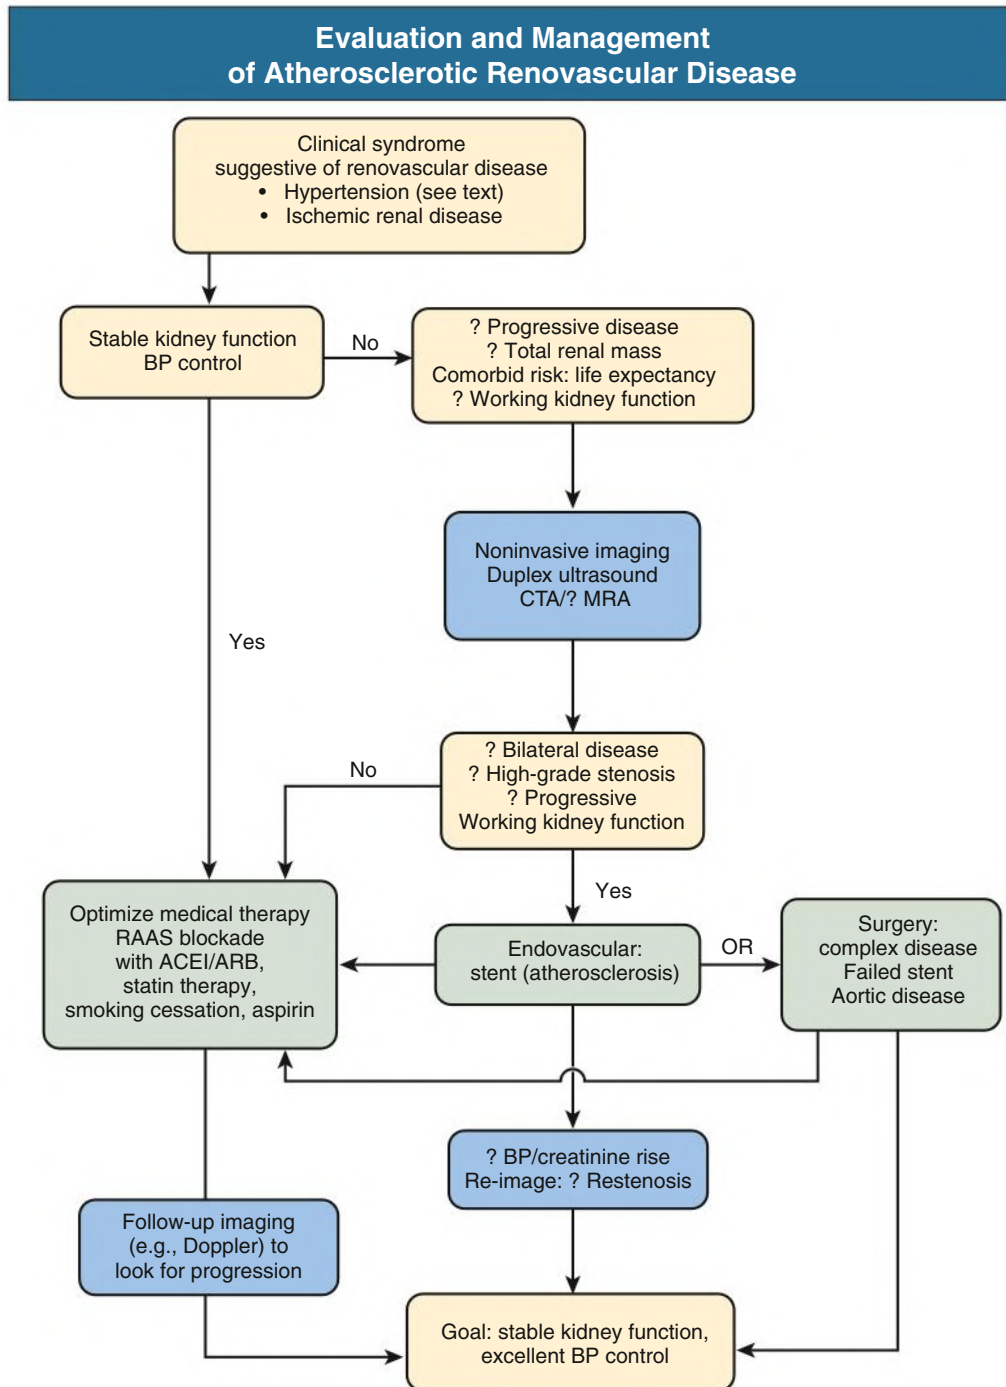 Evaluation and Management
of Atherosclerotic Renovascular Disease
Clinical syndrome
suggestive of renovascular disease
• Hypertension (see text)
• Ischemic renal disease
Stable kidney function
BP control
No
? Progressive disease
? Total renal mass
Comorbid risk: life expectancy
? Working kidney function
Noninvasive imaging
Duplex ultrasound
CTA/? MRA
Yes
? Bilateral disease
? High-grade stenosis
? Progressive
Working kidney function
No
Yes
Optimize medical therapy
RAAS blockade
with ACEI/ARB,
statin therapy,
smoking cessation, aspirin
Endovascular:
stent (atherosclerosis)
OR
Surgery:
complex disease
Failed stent
Aortic disease
? BP/creatinine rise
Re-image: ? Restenosis
Follow-up imaging
(e.g., Doppler) to
look for progression
Goal: stable kidney function,
excellent BP control